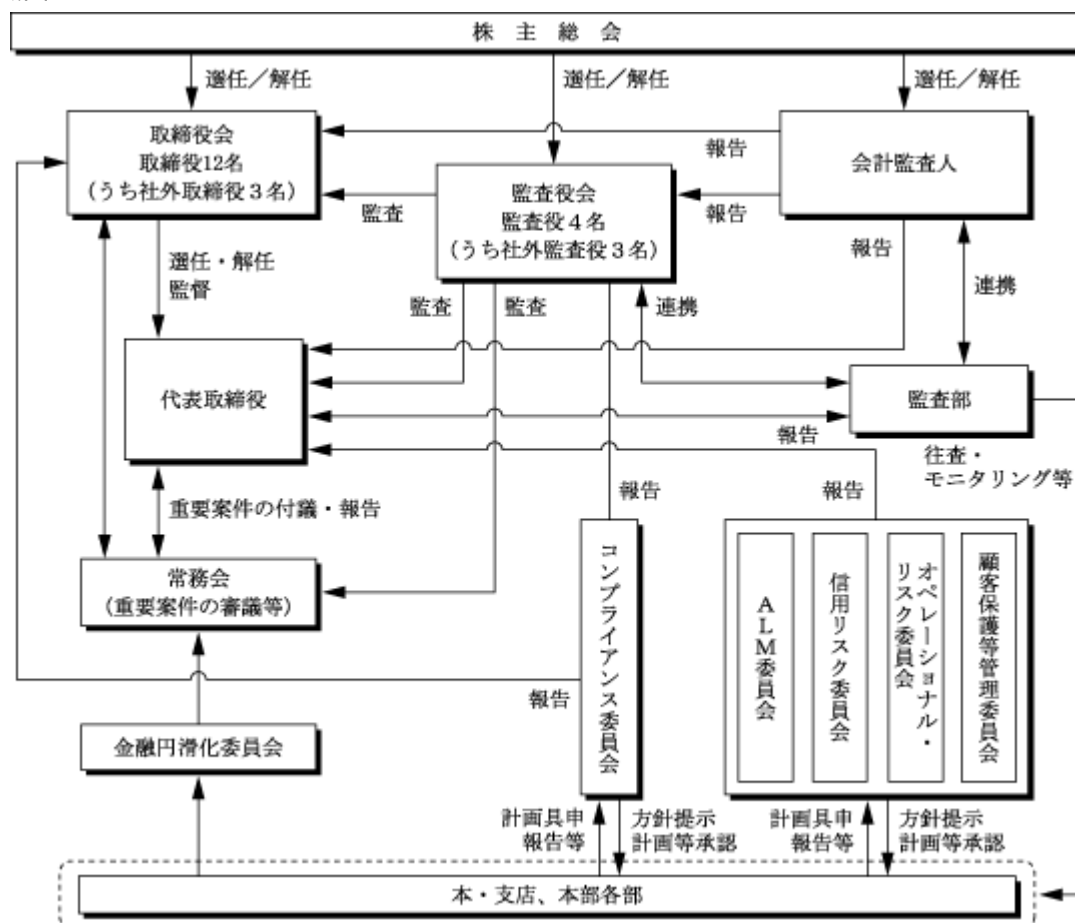 株主総会
選任／解任
選任／解任
選任／解任
取締役会
取締役12名
（うち社外取締役３名）
報告
会計監査人
監査
監査役会
監査役４名
（うち社外監査役３名）
報告
報告
選任・解任
監督
監査
監査
連携
連携
代表取締役
監査部
報告
往査・
モニタリング等
重要案件の付議・報告
報告
報告
常務会
（重要案件の審議等）
コンプライアンス委員会
ＡＬＭ委員会
信用リスク委員会
オペレーショナル・
リスク委員会
顧客保護等管理委員会
報告
金融円滑化委員会
計画具申
報告等
方針提示
計画等承認
計画具申
報告等
方針提示
計画等承認
本・支店、本部各部